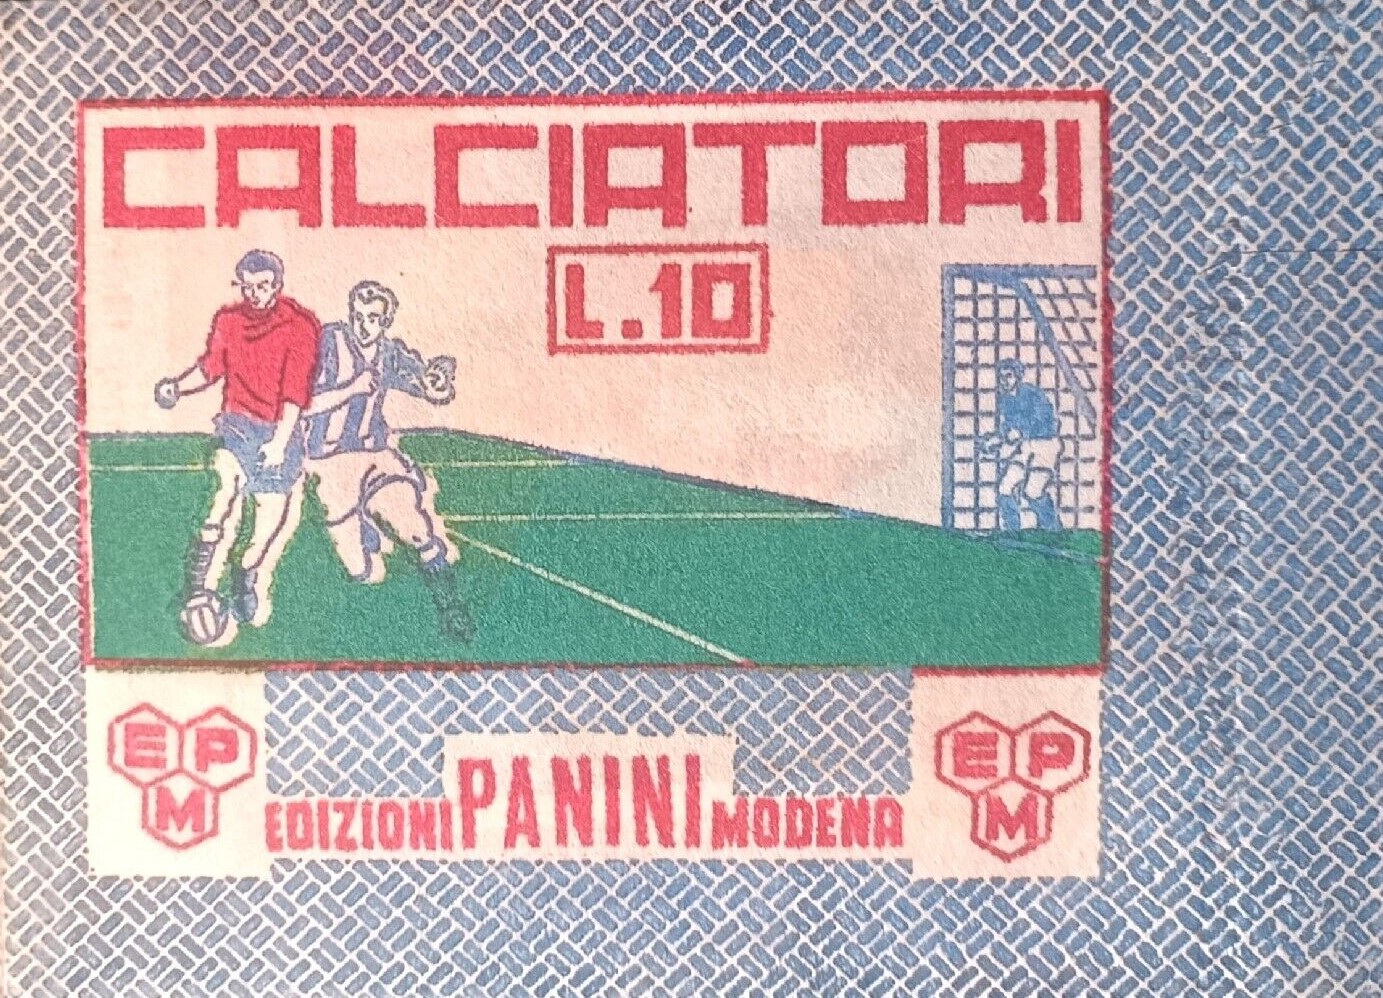 CALCIATORI
L.10
EPM
EDIZIONI PANINI MODENA
EPM